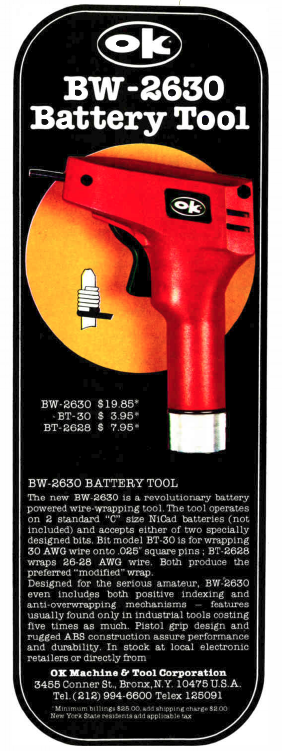 ok
BW-2630
Battery Tool
ok
BW-2630 $19.85*
BT-30 $ 3.95*
BT-2628 $ 7.95*
BW-2630 BATTERY TOOL
The new BW-2630 is a revolutionary battery
powered wire-wrapping tool. The tool operates
on 2 standard "C" size NiCad batteries (not
included) and accepts either of two specially
designed bits. Bit model BT-30 is for wrapping
30 AWG wire onto .025" square pins ; BT-2628
wraps 26-28 AWG wire. Both produce the
preferred "modified" wrap.
Designed for the serious amateur, BW-2630
even includes both positive indexing and
anti-overwrapping mechanisms – features
usually found only in industrial tools costing
five times as much. Pistol grip design and
rugged ABS construction assure performance
and durability. In stock at local electronic
retailers or directly from
OK Machine & Tool Corporation
3455 Conner St., Bronx, N.Y. 10475 U.S.A.
Tel. (212) 994-6600 Telex 125091
*Minimum billings $25.00, add shipping charge $2.00
New York State residents add applicable tax